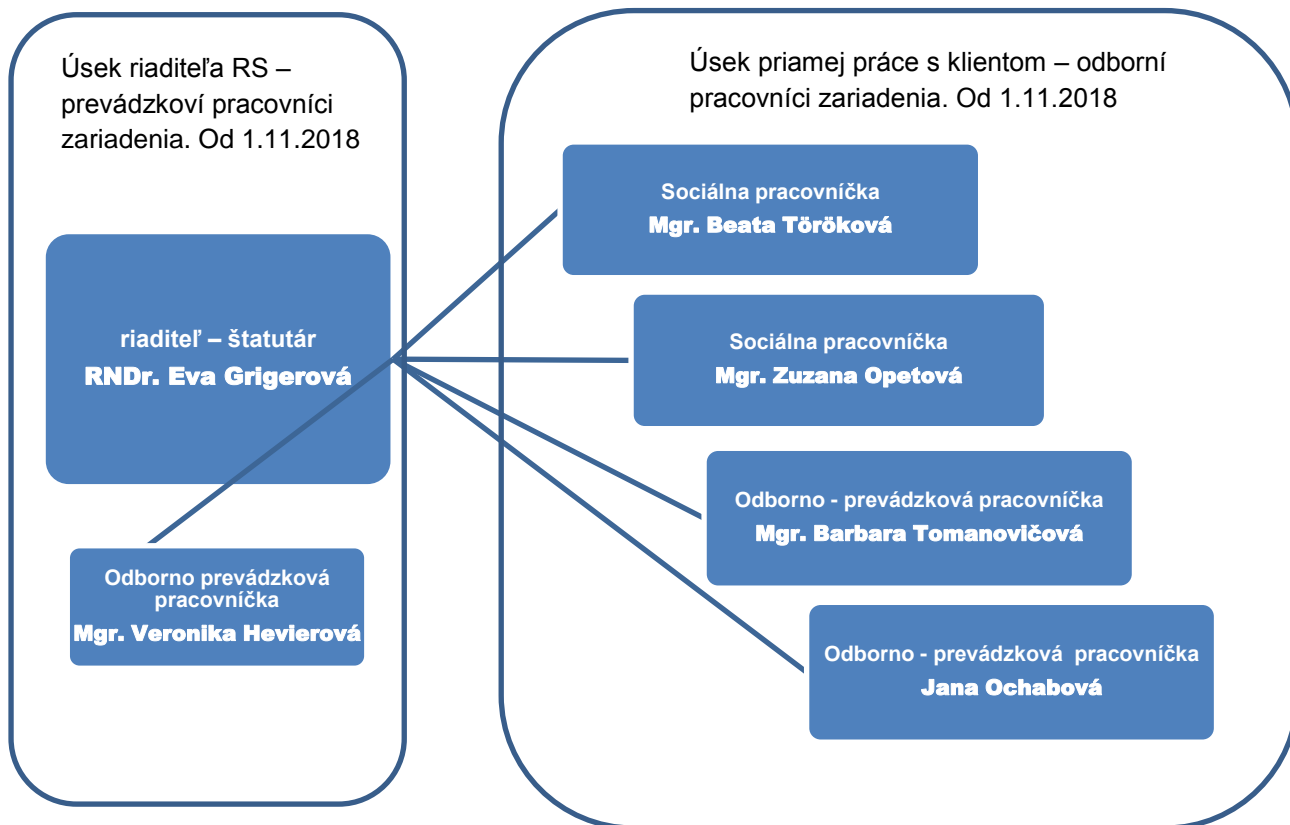 Úsek riaditeľa RS –
prevádzkoví pracovníci
zariadenia. Od 1.11.2018
riaditeľ – štatutár
RNDr. Eva Grigerová
Odborno prevádzková
pracovníčka
Mgr. Veronika Hevierová
Úsek priamej práce s klientom – odborní
pracovníci zariadenia. Od 1.11.2018
Sociálna pracovníčka
Mgr. Beata Töröková
Sociálna pracovníčka
Mgr. Zuzana Opetová
Odborno - prevádzková pracovníčka
Mgr. Barbara Tomanovičová
Odborno - prevádzková  pracovníčka
Jana Ochabová